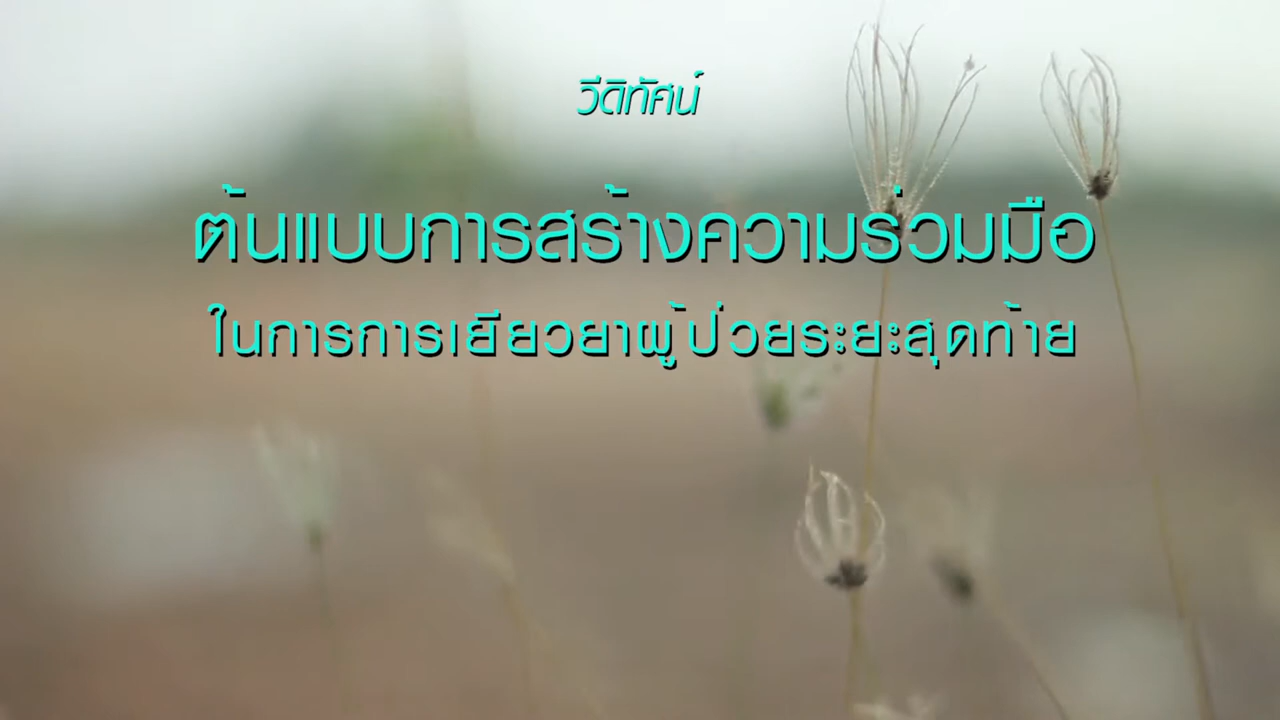 วีดิทัศน์
ต้นแบบการสร้างความร่วมมือ
ในการการเยียวยาผู้ป่วยระยะสุดท้าย